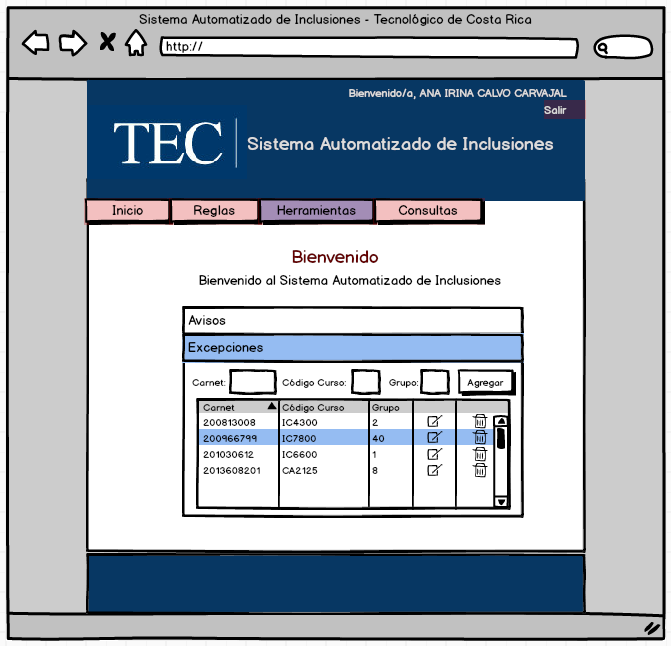 Sistema Automatizado de Inclusiones - Tecnológico de Costa Rica
http://
Bienvenido/a, ANA IRINA CALVO CARVAJAL
Salir
TEC Sistema Automatizado de Inclusiones
Inicio Reglas Herramientas Consultas
Bienvenido
Bienvenido al Sistema Automatizado de Inclusiones
Avisos
Excepciones
Carnet: Código Curso: Grupo: Agregar
Carnet Código Curso Grupo
200813008 IC4300 2
200966799 IC7800 40
201030612 IC6600 1
2013608201 CA2125 8